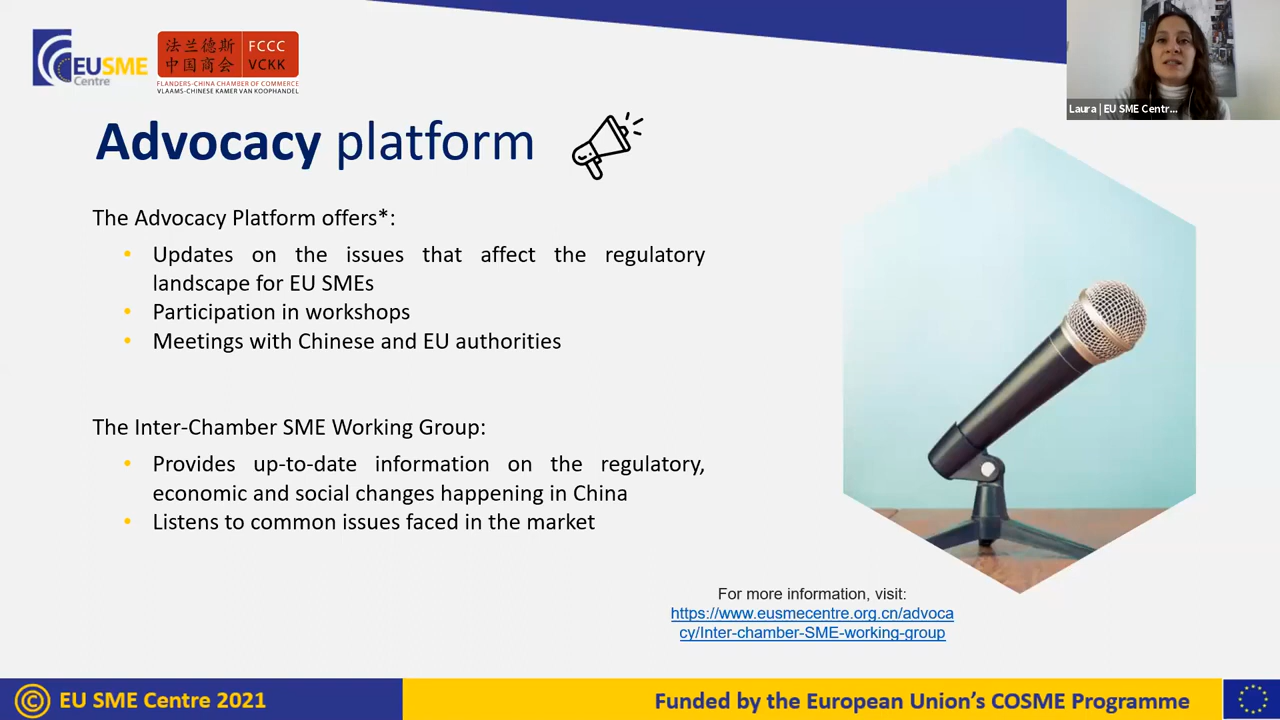 EUSME
Centre
法兰德斯
中国商会
FCCC
VCKK
FLANDERS-CHINA CHAMBER OF COMMERCE
VLAAMS-CHINESE KAMER VAN KOOPHANDEL
Laura | EU SME Centr...
Advocacy platform
The Advocacy Platform offers*:
• Updates on the issues that affect the regulatory
landscape for EU SMEs
• Participation in workshops
• Meetings with Chinese and EU authorities
The Inter-Chamber SME Working Group:
• Provides up-to-date information on the regulatory,
economic and social changes happening in China
• Listens to common issues faced in the market
For more information, visit:
https://www.eusmecentre.org.cn/advoca
cy/Inter-chamber-SME-working-group
© EU SME Centre 2021
Funded by the European Union’s COSME Programme